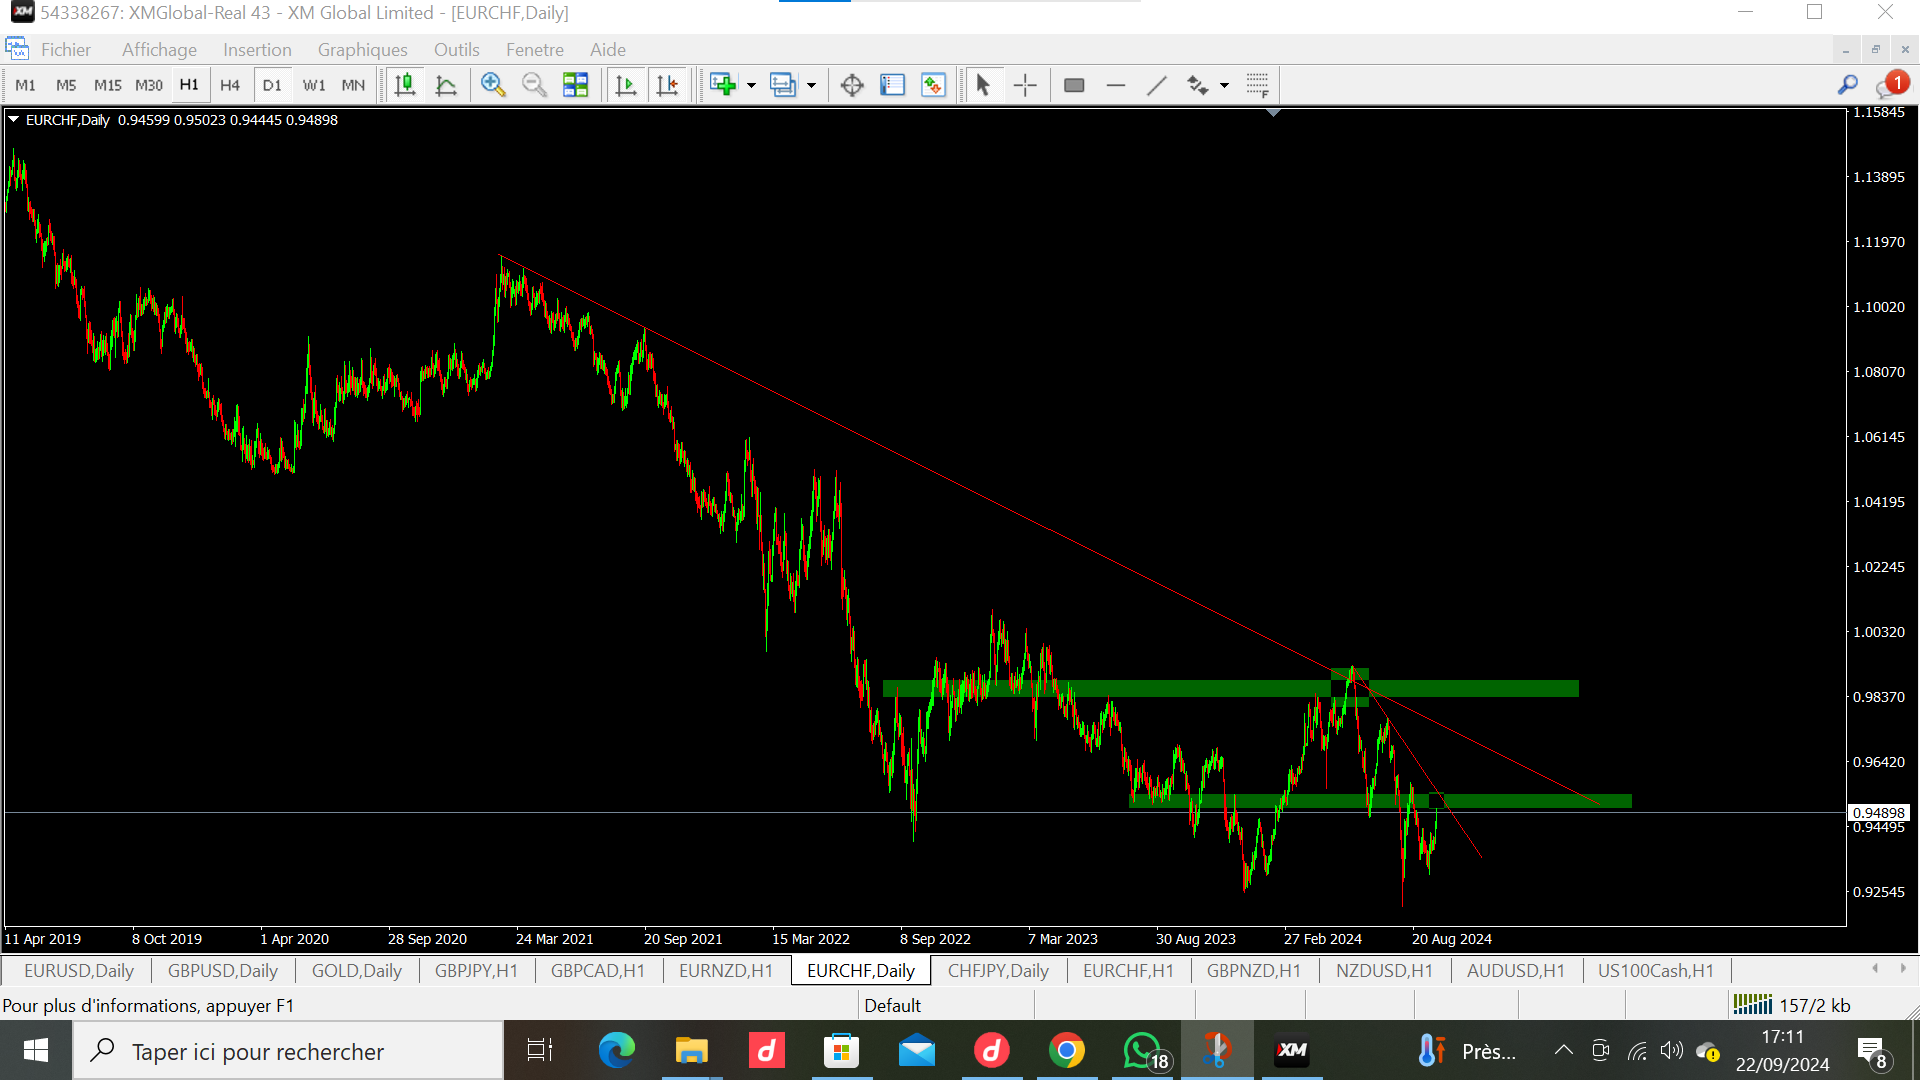 54338267: XMGlobal-Real 43 - XM Global Limited - [EURCHF,Daily]
Fichier Affichage Insertion Graphiques Outils Fenetre Aide
M1 M5 M15 M30 H1 H4 D1 W1 MN F 1
EURCHF,Daily 0.94599 0.95023 0.94445 0.94898
1.15845
1.13895
1.11970
1.10020
1.08070
1.06145
1.04195
1.02245
1.00320
0.98370
0.96420
0.94898
0.94495
0.92545
11 Apr 2019 8 Oct 2019 1 Apr 2020 28 Sep 2020 24 Mar 2021 20 Sep 2021 15 Mar 2022 8 Sep 2022 7 Mar 2023 30 Aug 2023 27 Feb 2024 20 Aug 2024
EURUSD,Daily GBPUSD,Daily GOLD,Daily GBPJPY,H1 GBPCAD,H1 EURNZD,H1 EURCHF,Daily CHFJPY,Daily EURCHF,H1 GBPNZD,H1 NZDUSD,H1 AUDUSD,H1 US100Cash,H1
Pour plus d'informations, appuyer F1 Default 157/2 kb
Taper ici pour rechercher d d 18 XM Près... 17:11
22/09/2024 8